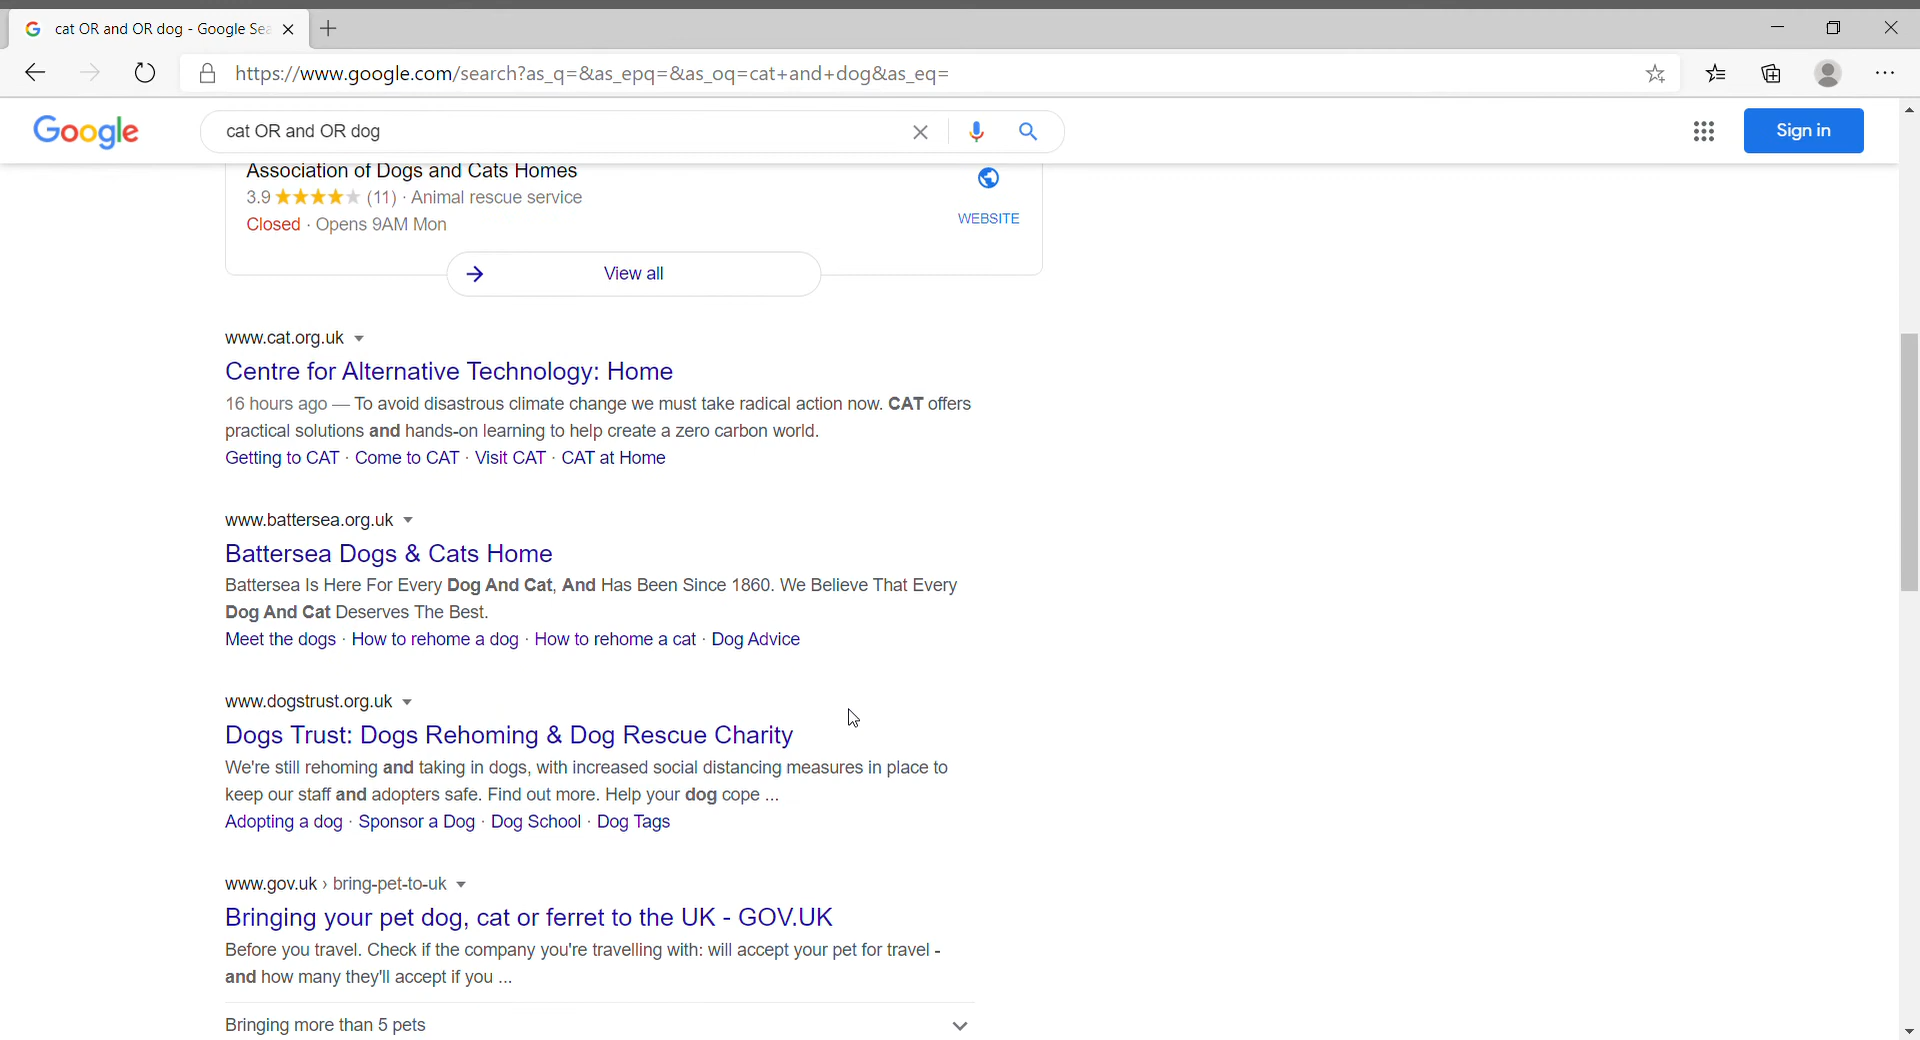 cat OR and OR dog - Google Sea
https://www.google.com/search?as_q=&as_epq=&as_oq=cat+and+dog&as_eq=
Google
cat OR and OR dog
Sign in
Association of Dogs and Cats Homes
3.9 ★★★★★ (11) · Animal rescue service
Closed · Opens 9AM Mon
WEBSITE
→ View all
www.cat.org.uk
Centre for Alternative Technology: Home
16 hours ago — To avoid disastrous climate change we must take radical action now. CAT offers
practical solutions and hands-on learning to help create a zero carbon world.
Getting to CAT · Come to CAT · Visit CAT · CAT at Home
www.battersea.org.uk
Battersea Dogs & Cats Home
Battersea Is Here For Every Dog And Cat, And Has Been Since 1860. We Believe That Every
Dog And Cat Deserves The Best.
Meet the dogs · How to rehome a dog · How to rehome a cat · Dog Advice
www.dogstrust.org.uk
Dogs Trust: Dogs Rehoming & Dog Rescue Charity
We're still rehoming and taking in dogs, with increased social distancing measures in place to
keep our staff and adopters safe. Find out more. Help your dog cope ...
Adopting a dog · Sponsor a Dog · Dog School · Dog Tags
www.gov.uk › bring-pet-to-uk
Bringing your pet dog, cat or ferret to the UK - GOV.UK
Before you travel. Check if the company you're travelling with: will accept your pet for travel -
and how many they'll accept if you ...
Bringing more than 5 pets